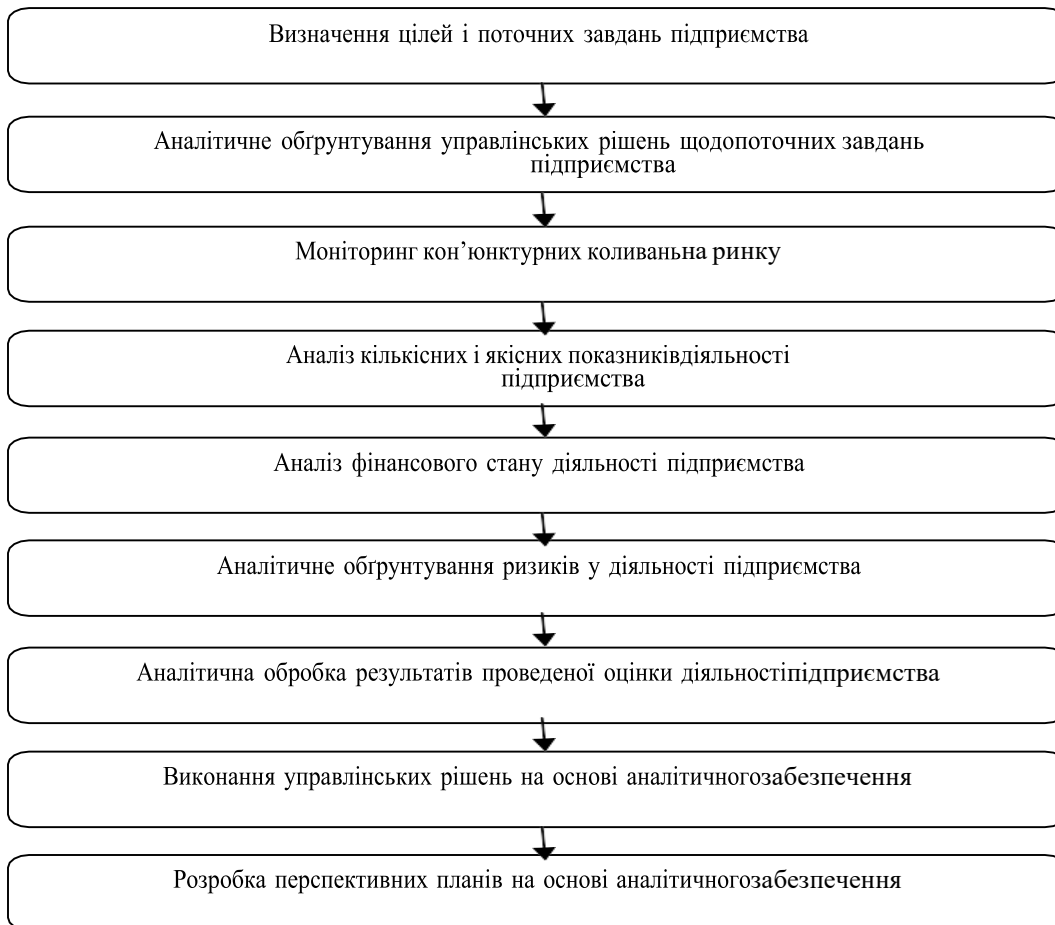 Визначення цілей і поточних завдань підприємства
Аналітичне обґрунтування управлінських рішень щодопоточних завдань
підприємства
Моніторинг кон’юнктурних коливаньна ринку
Аналіз кількісних і якісних показниківдіяльності
підприємства
Аналіз фінансового стану діяльності підприємства
Аналітичне обґрунтування ризиків у діяльності підприємства
Аналітична обробка результатів проведеної оцінки діяльностіпідприємства
Виконання управлінських рішень на основі аналітичногозабезпечення
Розробка перспективних планів на основі аналітичногозабезпечення